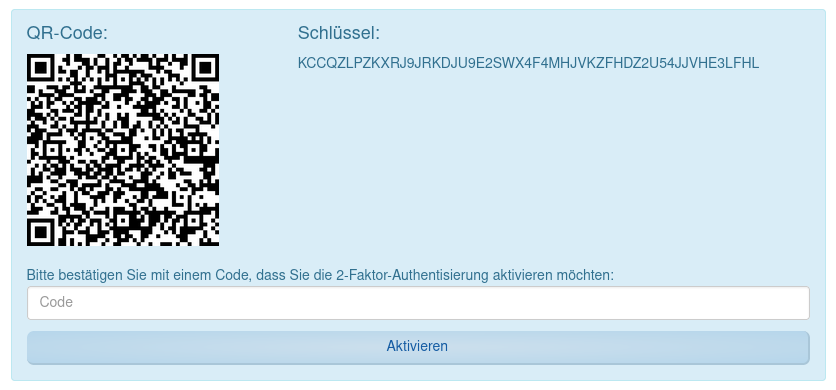 QR-Code:
Schlüssel:
KCCQZLPZKXRJ9JRKDJU9E2SWX4F4MHJVKZFHDZ2U54JJVHE3LFHL
Bitte bestätigen Sie mit einem Code, dass Sie die 2-Faktor-Authentisierung aktivieren möchten:
Code
Aktivieren